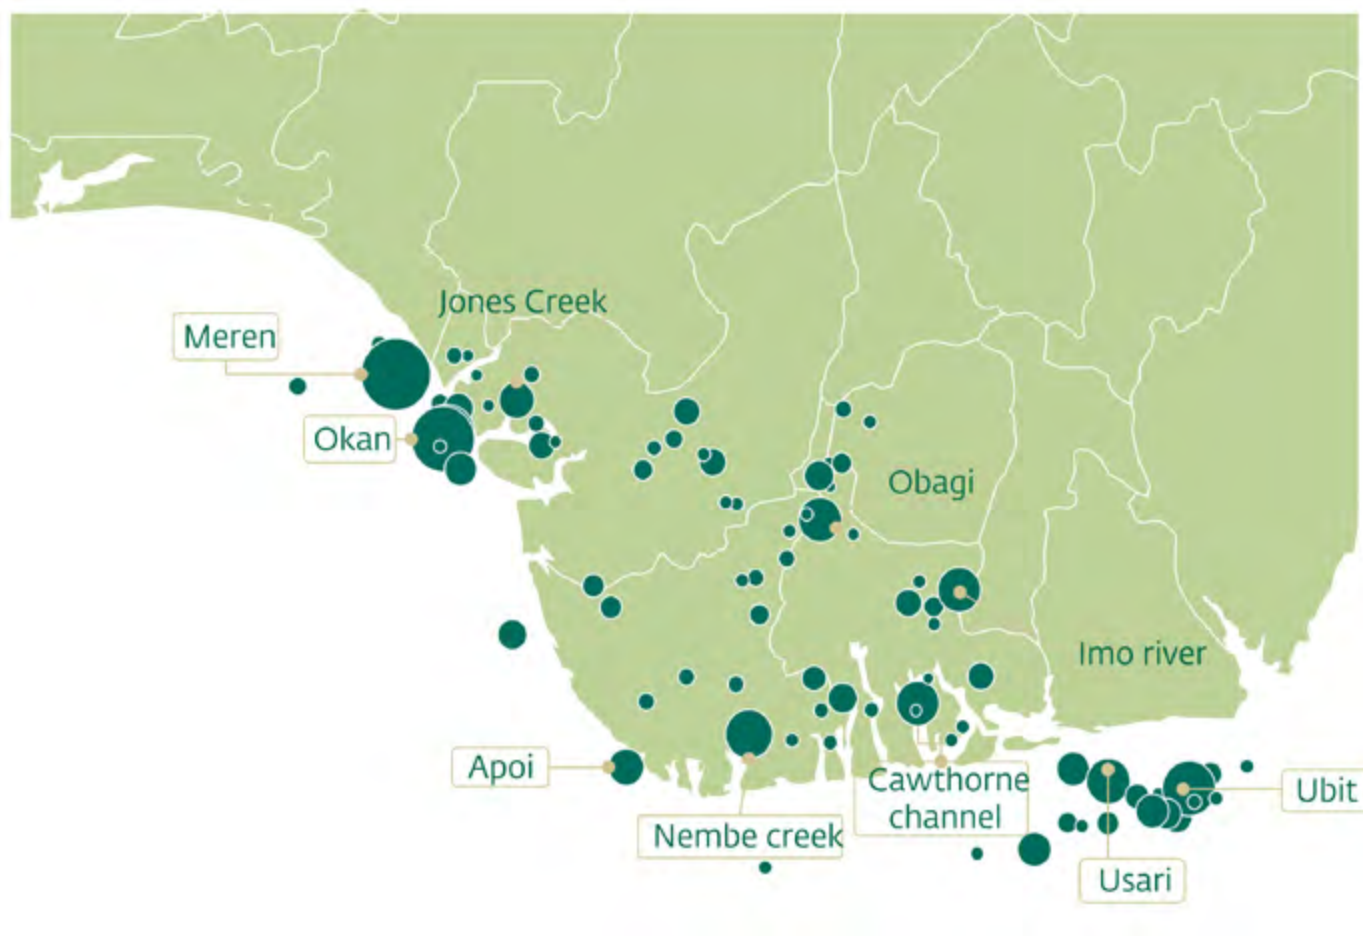 Jones Creek
Meren
Okan
Obagi
Imo river
Apoi
Cawthorne
channel
Ubit
Nembe creek
Usari